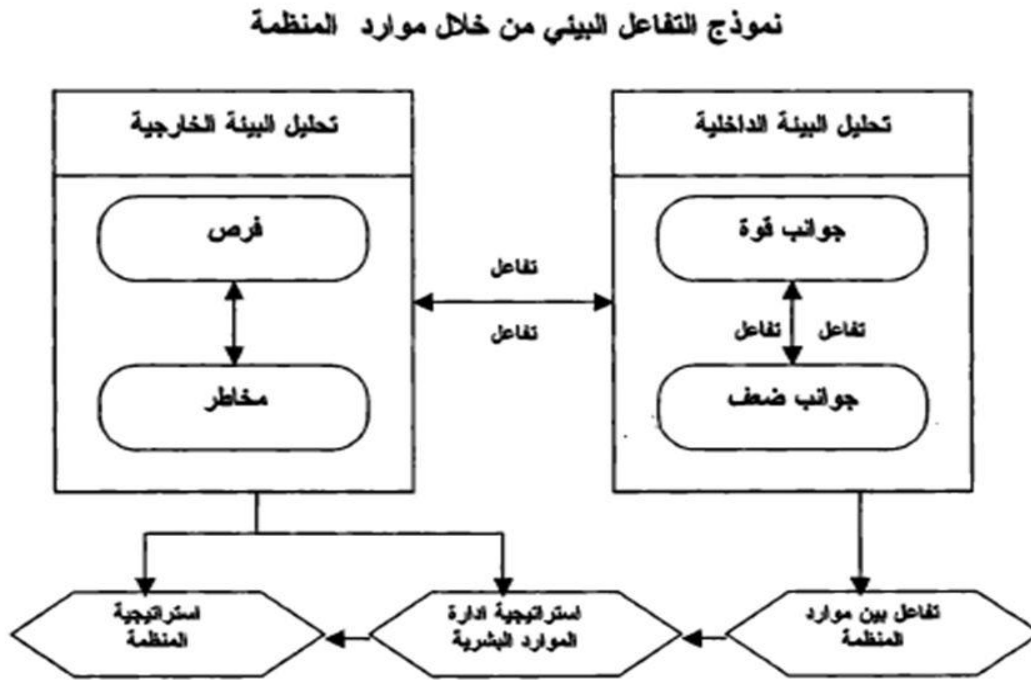 نموذج التفاعل البيئي من خلال موارد المنظمة
تحليل البيئة الداخلية
جوانب قوة
تفاعل تفاعل
جوانب ضعف
تفاعل
تفاعل
تحليل البيئة الخارجية
فرص
مخاطر
تفاعل بين موارد
المنظمة
استراتيجية ادارة
الموارد البشرية
استراتيجية
المنظمة